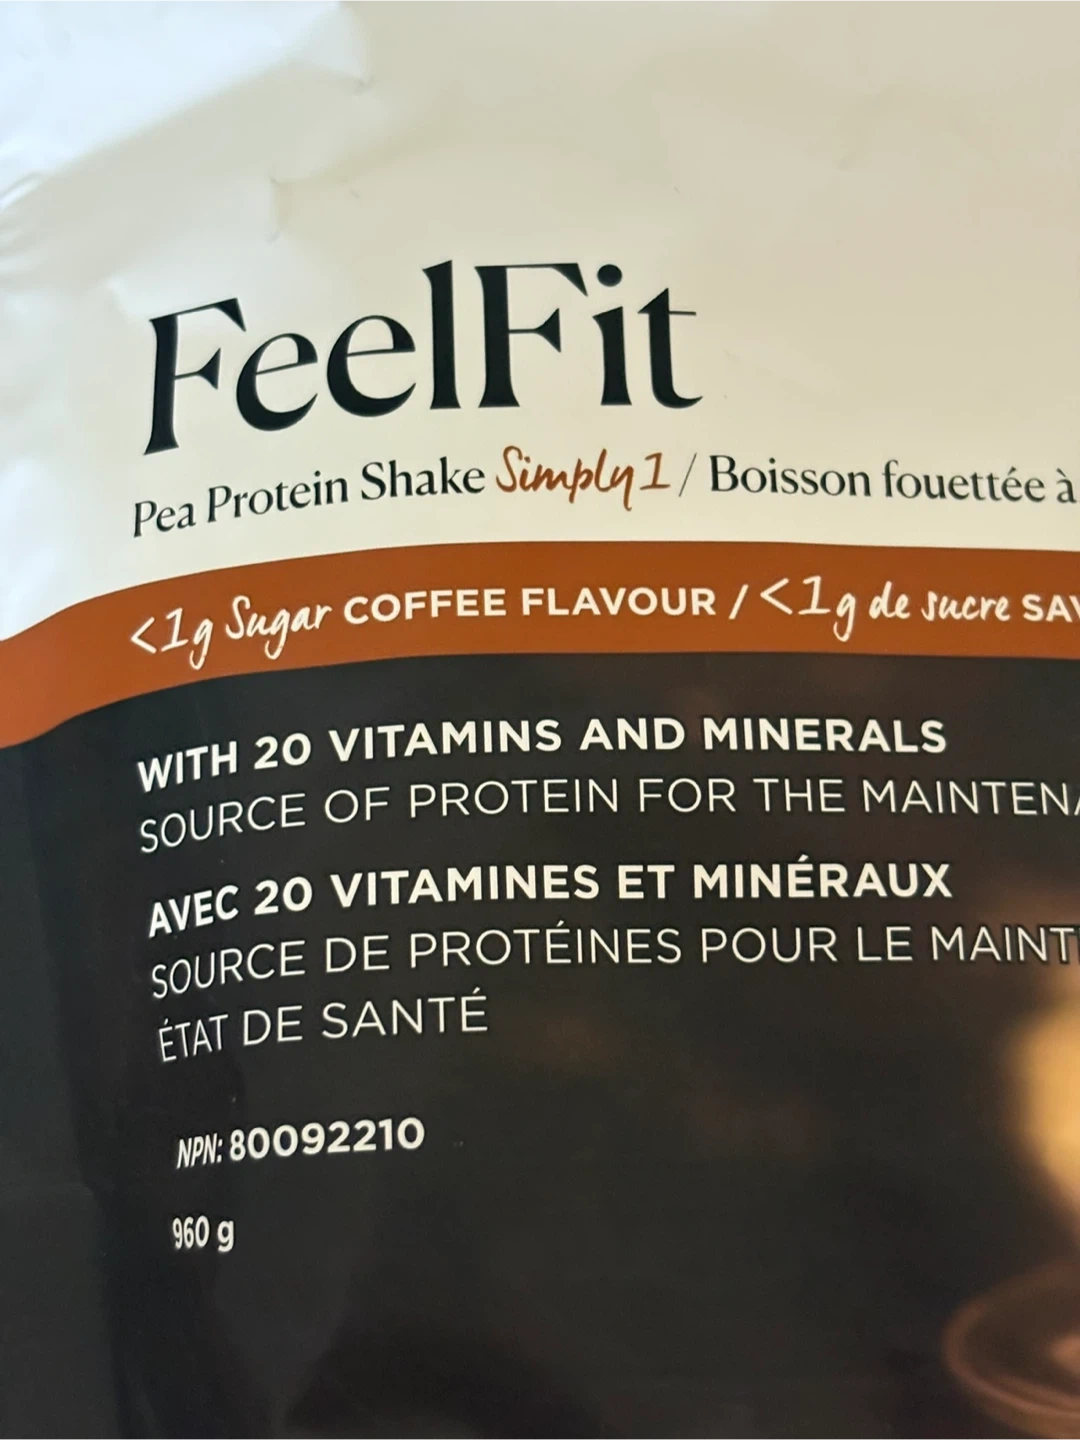 FeelFit
Pea Protein Shake Simply1 / Boisson fouettée à
<1g Sugar COFFEE FLAVOUR / <1g de sucre
WITH 20 VITAMINS AND MINERALS
SOURCE OF PROTEIN FOR THE
AVEC 20 VITAMINES ET MINÉRAUX
SOURCE DE PROTÉINES POUR LE
ÉTAT DE SANTÉ
NPN: 80092210
960 g